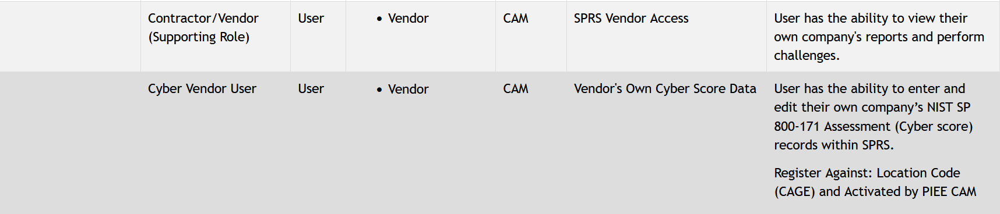 Contractor/Vendor
(Supporting Role)
User
• Vendor
CAM
SPRS Vendor Access
User has the ability to view their
own company's reports and perform
challenges.
Cyber Vendor User
User
• Vendor
CAM
Vendor's Own Cyber Score Data
User has the ability to enter and
edit their own company’s NIST SP
800-171 Assessment (Cyber score)
records within SPRS.
Register Against: Location Code
(CAGE) and Activated by PIEE CAM